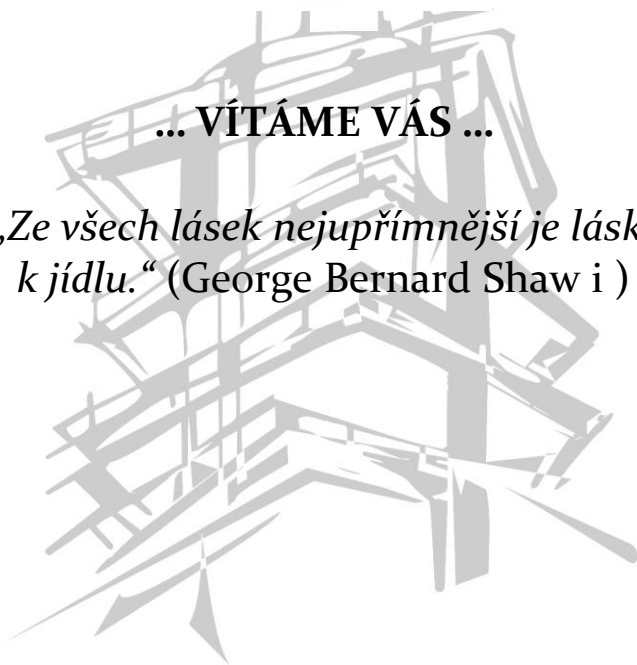 ... VÍTÁME VÁS ...
„Ze všech lásek nejupřímnější je lásk
k jídlu.“ (George Bernard Shaw i )